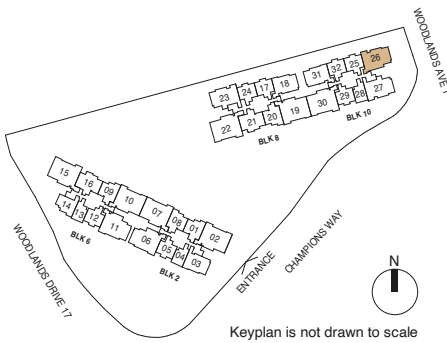 WOODLANDS AVE 1
23 24 17 18 31 32 25 26
22 21 20 19 30 29 28 27
BLK 8
BLK 10
15 16 09 10 07 08 01 02
14 13 12 11 06 05 04 03
BLK 6
BLK 2
WOODLANDS DRIVE 17
ENTRANCE
CHAMPIONS WAY
N
Keyplan is not drawn to scale